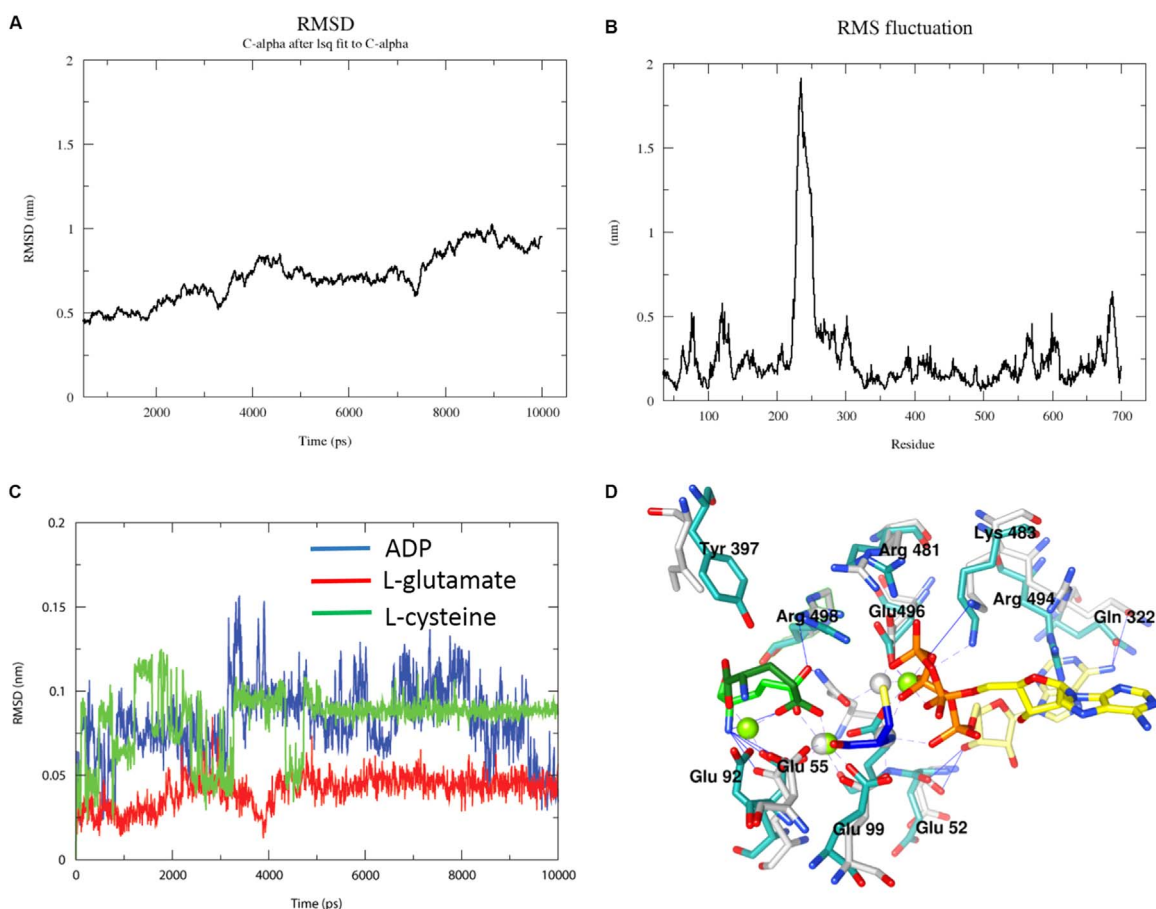 A
RMSD
C-alpha after lsq fit to C-alpha
2
1.5
1
0.5
0
RMSD (nm)
2000
4000
6000
8000
10000
Time (ps)
B
RMS fluctuation
2
1.5
1
0.5
0
(nm)
100
200
300
400
500
600
700
Residue
C
0.2
0.15
0.1
0.05
0
RMSD (nm)
ADP
L-glutamate
L-cysteine
0
2000
4000
6000
8000
10000
Time (ps)
D
Tyr 397
Arg 481
Lys 483
Arg 498
Glu496
Arg 494
Gln 322
Glu 92
Glu 55
Glu 99
Glu 52